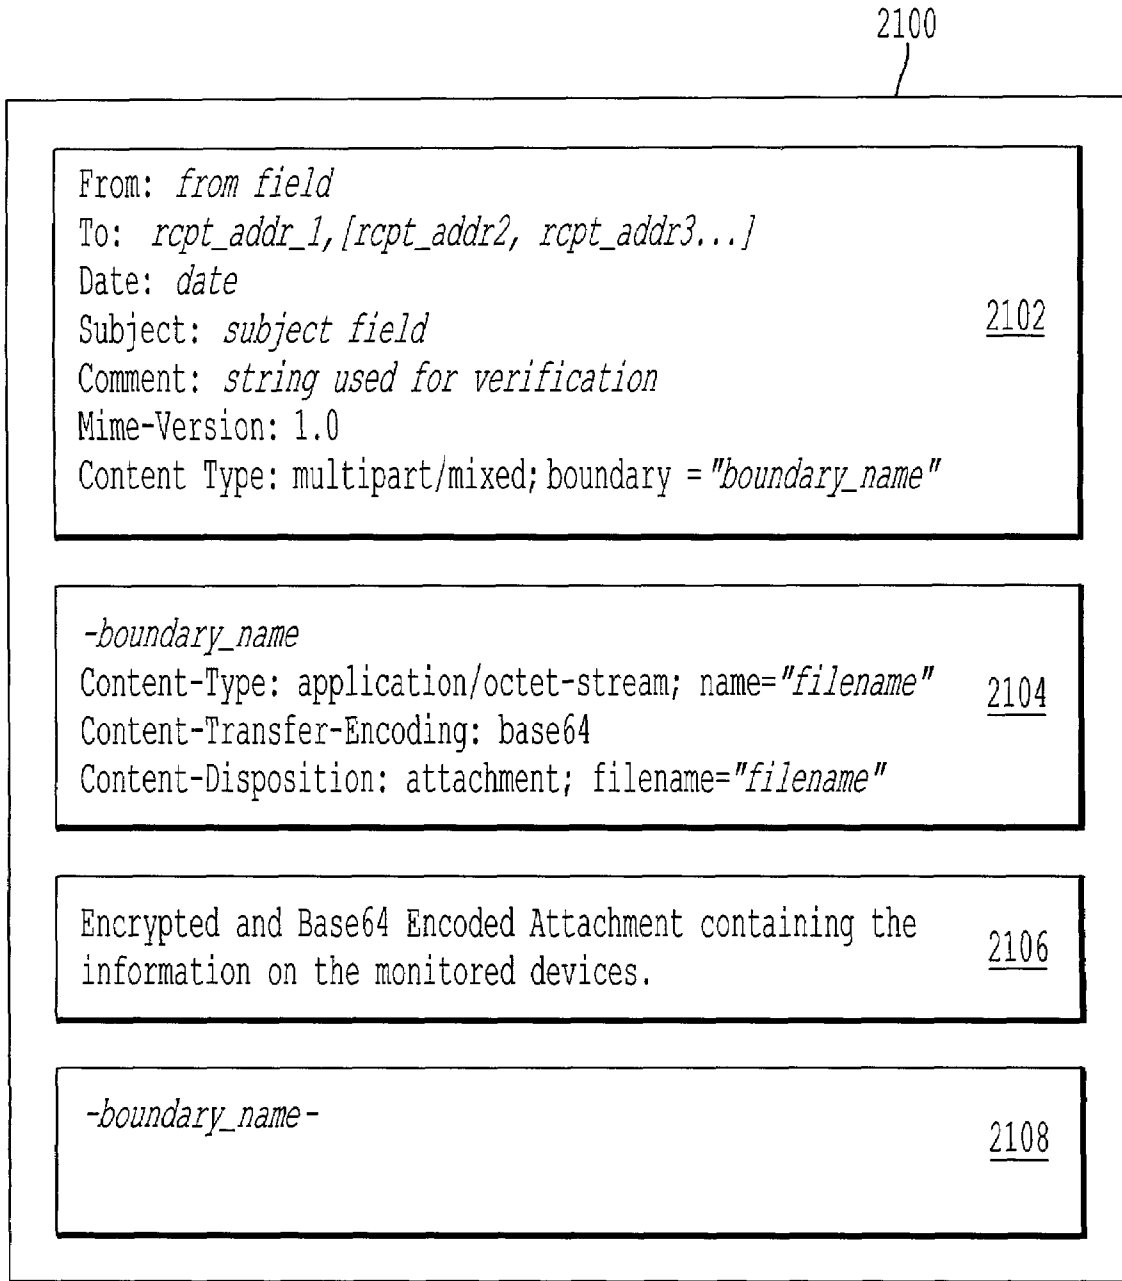 2100
From: from field
To: rcpt_addr_1,[rcpt_addr2, rcpt_addr3...]
Date: date
Subject: subject field
2102
Comment: string used for verification
Mime-Version: 1.0
Content Type: multipart/mixed; boundary ="boundary_name"
-boundary_name
Content-Type: application/octet-stream; name="filename"
2104
Content-Transfer-Encoding: base64
Content-Disposition: attachment; filename="filename"
Encrypted and Base64 Encoded Attachment containing the
2106
information on the monitored devices.
-boundary_name-
2108